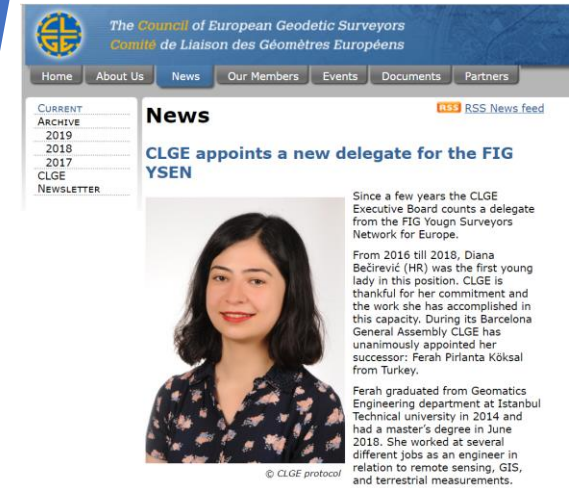 CL
GE
The Council of European Geodetic Surveyors
Comité de Liaison des Géomètres Européens
Home About Us News Our Members Events Documents Partners
CURRENT
ARCHIVE
2019
2018
2017
CLGE
NEWSLETTER
News
RSS RSS News feed
CLGE appoints a new delegate for the FIG
YSEN
Since a few years the CLGE
Executive Board counts a delegate
from the FIG Yougn Surveyors
Network for Europe.
From 2016 till 2018, Diana
Bečirević (HR) was the first young
lady in this position. CLGE is
thankful for her commitment and
the work she has accomplished in
this capacity. During its Barcelona
General Assembly CLGE has
unanimously appointed her
successor: Ferah Pirlanta Köksal
from Turkey.
Ferah graduated from Geomatics
Engineering department at Istanbul
Technical university in 2014 and
had a master's degree in June
2018. She worked at several
different jobs as an engineer in
relation to remote sensing, GIS,
and terrestrial measurements.
© CLGE protocol